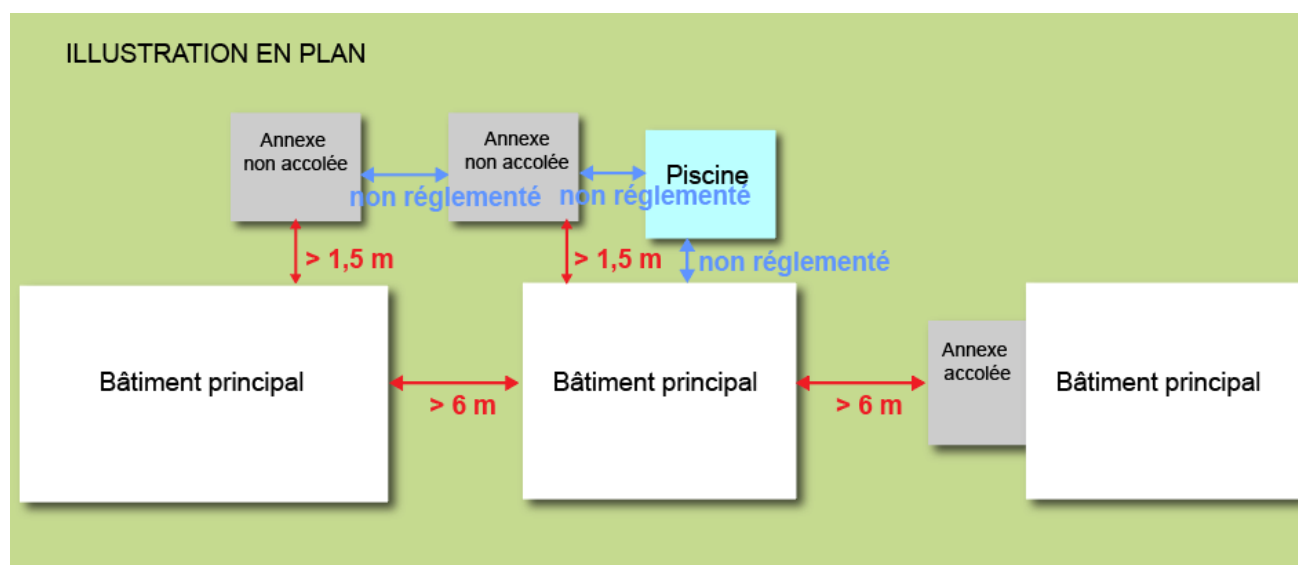 ILLUSTRATION EN PLAN
Annexe
non accolée
Annexe
non accolée
Piscine
non réglementé
non réglementé
> 1,5 m
> 1,5 m
non réglementé
Bâtiment principal
> 6 m
Bâtiment principal
> 6 m
Annexe
accolée
Bâtiment principal